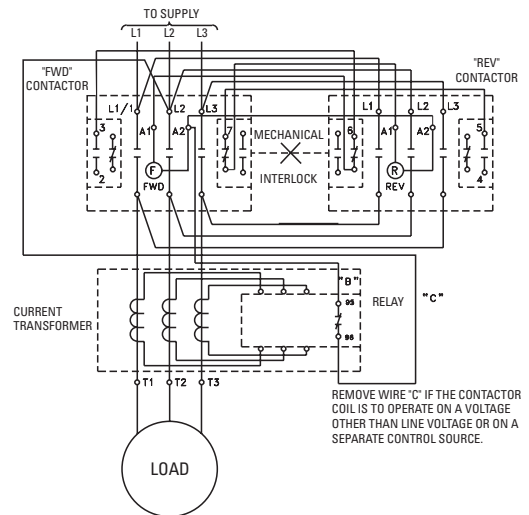 TO SUPPLY
L1 L2 L3
"FWD"
CONTACTOR
"REV"
CONTACTOR
L1/1 L2 L3
L1 L2 L3
3 A1 A2 7
MECHANICAL
6 A1 A2 5
2 F
FWD
INTERLOCK
R
REV
4
"B"
"C"
CURRENT
TRANSFORMER
RELAY
95
96
T1 T2 T3
REMOVE WIRE "C" IF THE CONTACTOR
COIL IS TO OPERATE ON A VOLTAGE
OTHER THAN LINE VOLTAGE OR ON A
SEPARATE CONTROL SOURCE.
LOAD